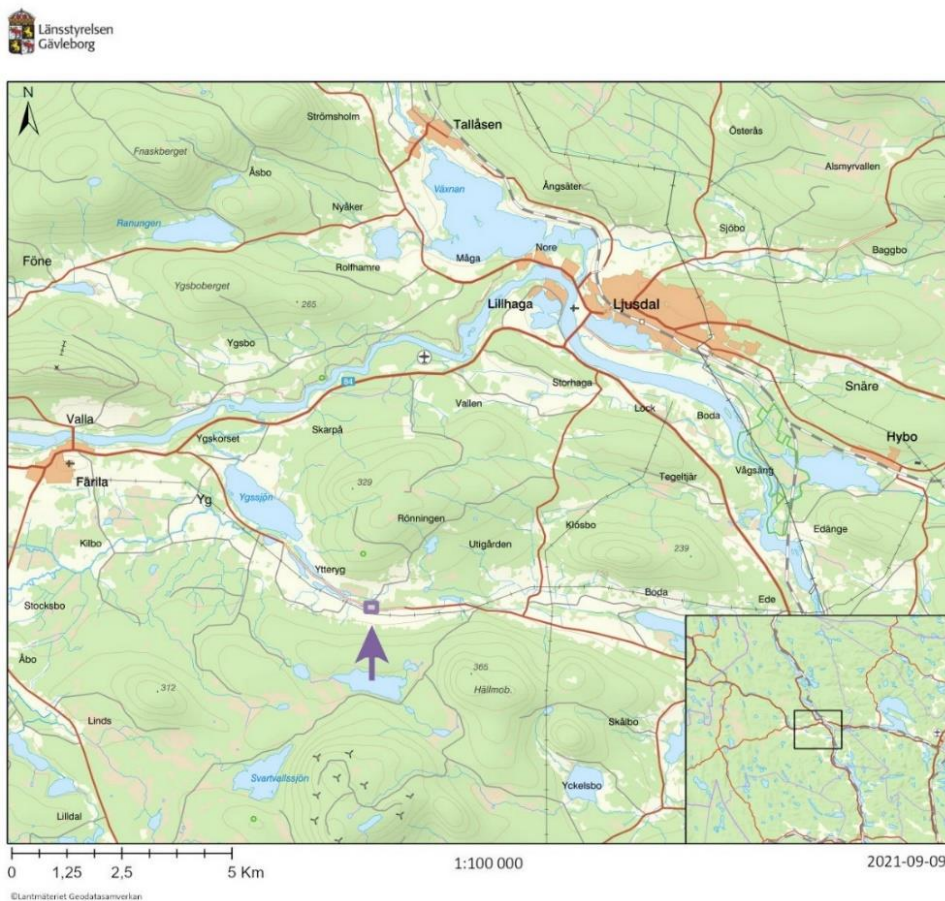 Länsstyrelsen
Gävleborg
N
Strömsholm
Tallåsen
Österås
Fnaskberget
Åsbo
Alsmyrvallen
Växnan
Ångsäter
Nyåker
Ranungen
Sjöbo
Nore
Baggbo
Föne
Måga
Rolfhamre
Ygsboberget
265
Lillhaga
Ljusdal
Ygsbo
84
Storhaga
Snäre
Vallen
Lock
Boda
Valla
Skarpå
Ygskorset
Hybo
Färila
Vågsäng
Tegeltjär
329
Ygssjön
Yg
Rönningen
Klösbo
Edänge
Kilbo
Utigården
239
Ytteryg
Boda
Ede
Stocksbo
Åbo
365
312
Hällmob.
Linds
Skålbo
Svartvallssjön
Yckelsbo
Lilldal
0 1,25 2,5 5 Km
1:100 000
2021-09-09
©Lantmäteriet Geodatasamverkan